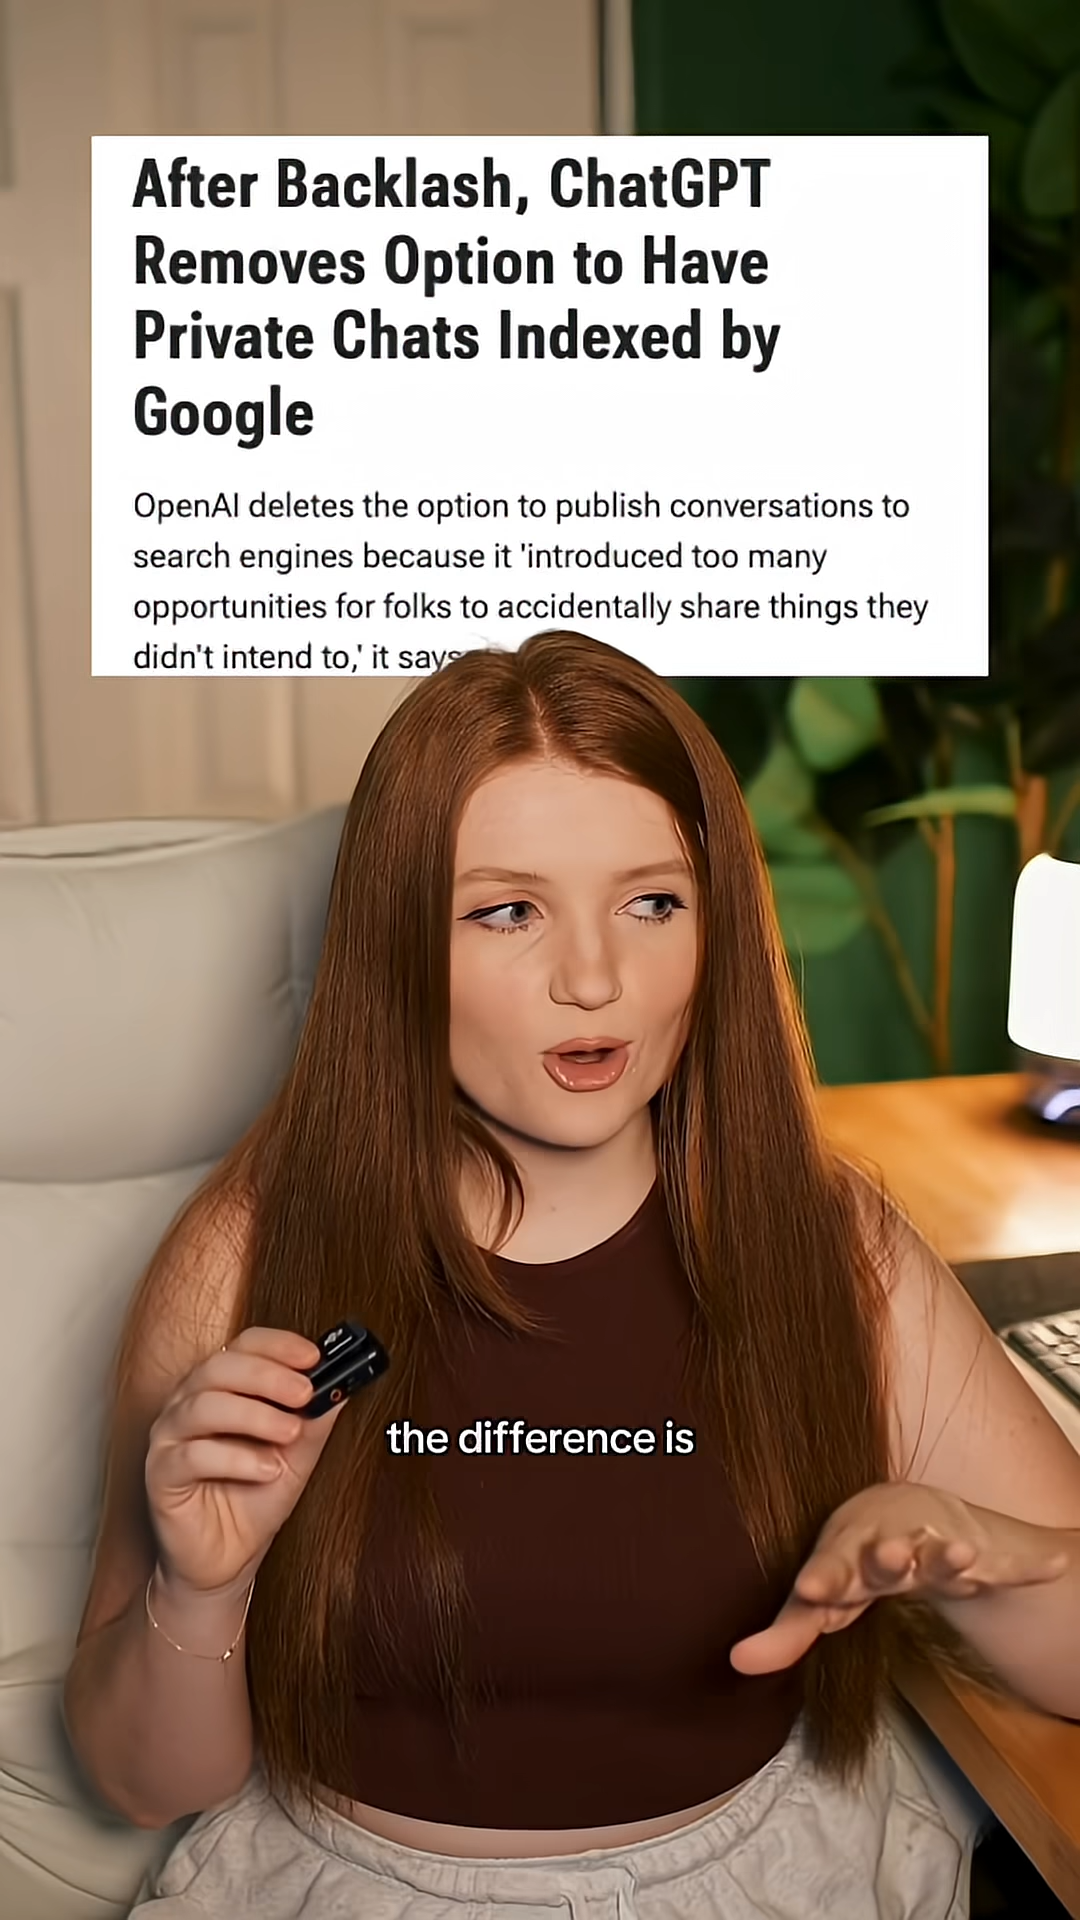 After Backlash, ChatGPT
Removes Option to Have
Private Chats Indexed by
Google
OpenAI deletes the option to publish conversations to
search engines because it 'introduced too many
opportunities for folks to accidentally share things they
didn't intend to,' it says
the difference is